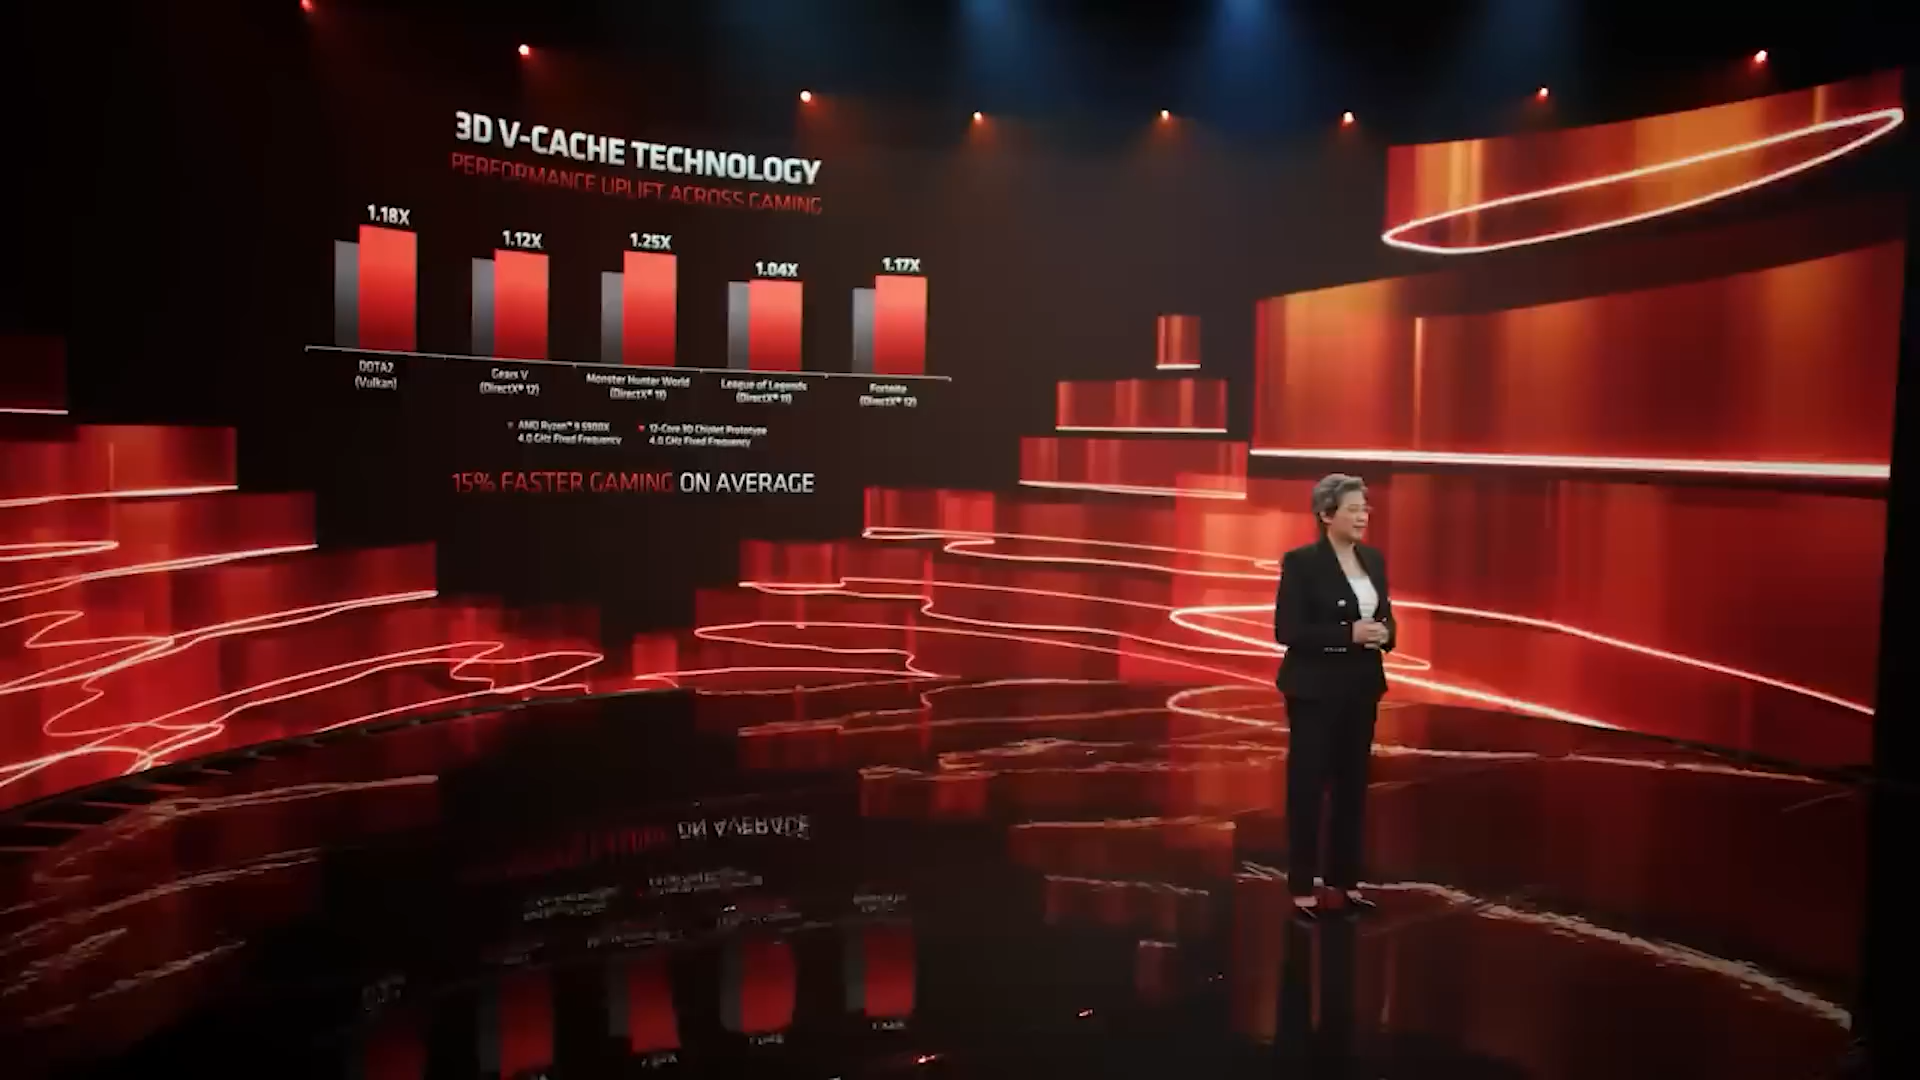 3D V-CACHE TECHNOLOGY
PERFORMANCE UPLIFT ACROSS GAMING
1.18X
1.12X
1.25X
1.04X
1.17X
DOTA2
(Vulkan)
Gears V
(DirectX® 12)
Monster Hunter World
(DirectX® 11)
League of Legends
(DirectX® 11)
Fortnite
(DirectX® 12)
AMD Ryzen™ 9 5900X
4.0 GHz Fixed Frequency
12-Core 3D Chiplet Prototype
4.0 GHz Fixed Frequency
15% FASTER GAMING ON AVERAGE